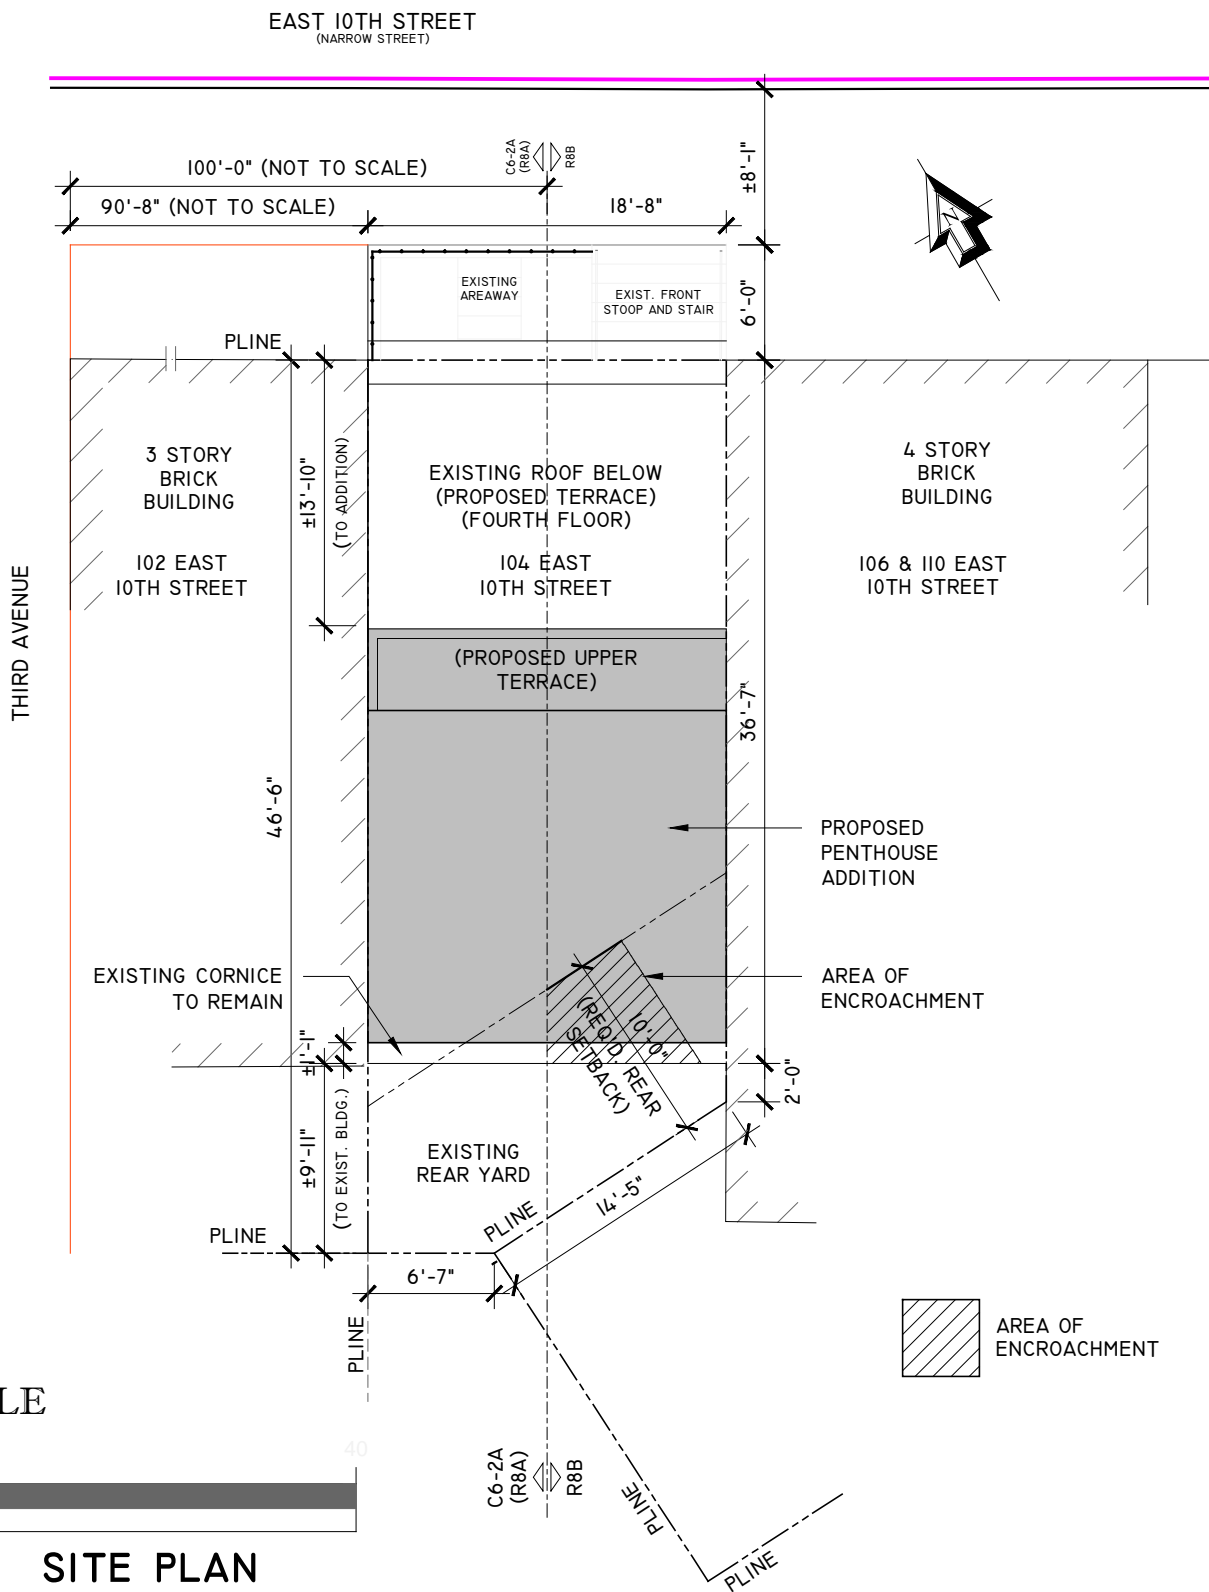 EAST 10TH STREET
(NARROW STREET)
100'-0" (NOT TO SCALE)
C6-2A
(R8A)
R8B
±8'-1"
90'-8" (NOT TO SCALE)
18'-8"
N
EXISTING
AREAWAY
EXIST. FRONT
STOOP AND STAIR
6'-0"
PLINE
3 STORY
BRICK
BUILDING
102 EAST
10TH STREET
±13'-10"
(TO ADDITION)
EXISTING ROOF BELOW
(PROPOSED TERRACE)
(FOURTH FLOOR)
104 EAST
10TH STREET
4 STORY
BRICK
BUILDING
106 & 110 EAST
10TH STREET
THIRD AVENUE
(PROPOSED UPPER
TERRACE)
36'-7"
46'-6"
PROPOSED
PENTHOUSE
ADDITION
EXISTING CORNICE
TO REMAIN
AREA OF
ENCROACHMENT
10'-0"
(REQ'D. REAR
SETBACK)
±1'-1"
2'-0"
±9'-11"
(TO EXIST. BLDG.)
EXISTING
REAR YARD
14'-5"
PLINE
PLINE
6'-7"
PLINE
AREA OF
ENCROACHMENT
LE
40
C6-2A
(R8A)
R8B
PLINE
PLINE
SITE PLAN